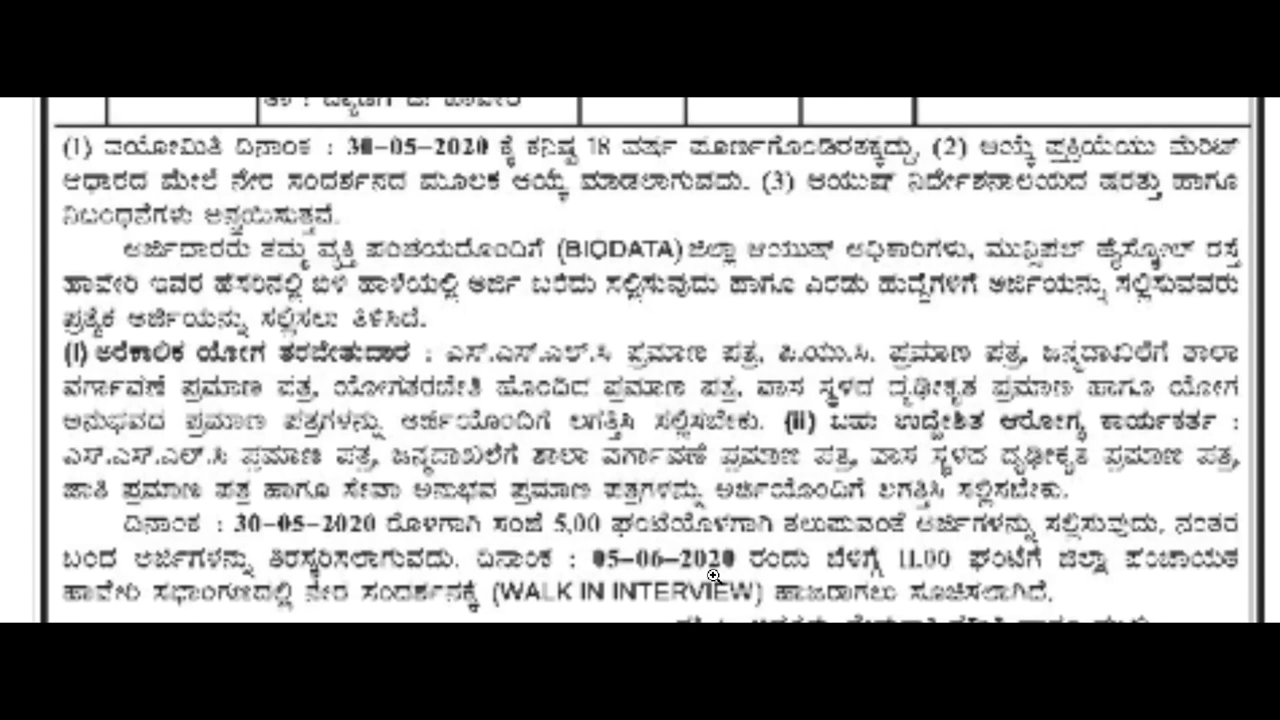 (1) ವಯೋಮಿತಿ ದಿನಾಂಕ : 30-05-2020 ಕ್ಕೆ ಕನಿಷ್ಠ 18 ವರ್ಷ ಪೂರ್ಣಗೊಂಡಿರತಕ್ಕದ್ದು, (2) ಆಯ್ಕೆ ಪ್ರಕ್ರಿಯೆಯು ಮೆರಿಟ್
ಆಧಾರದ ಮೇಲೆ ನೇರ ಸಂದರ್ಶನದ ಮೂಲಕ ಆಯ್ಕೆ ಮಾಡಲಾಗುವದು. (3) ಆಯುಷ್ ನಿರ್ದೇಶನಾಲಯದ ಷರತ್ತು ಹಾಗೂ
ನಿಬಂಧನೆಗಳು ಅನ್ವಯಿಸುತ್ತವೆ.
ಅರ್ಜಿದಾರರು ತಮ್ಮ ವ್ಯಕ್ತಿ ಪರಿಚಯದೊಂದಿಗೆ (BIODATA) ಜಿಲ್ಲಾ ಆಯುಷ್ ಅಧಿಕಾರಿಗಳು, ಮುನ್ಸಿಪಲ್ ಹೈಸ್ಕೂಲ್ ರಸ್ತೆ
ಹಾವೇರಿ ಇವರ ಹೆಸರಿನಲ್ಲಿ ಬಿಳಿ ಹಾಳೆಯಲ್ಲಿ ಅರ್ಜಿ ಬರೆದು ಸಲ್ಲಿಸುವುದು ಹಾಗೂ ಎರಡು ಹುದ್ದೆಗಳಿಗೆ ಅರ್ಜಿಯನ್ನು ಸಲ್ಲಿಸುವವರು
ಪ್ರತ್ಯೇಕ ಅರ್ಜಿಯನ್ನು ಸಲ್ಲಿಸಲು ತಿಳಿಸಿದೆ.
(i) ಅರೆಕಾಲಿಕ ಯೋಗ ತರಬೇತುದಾರ : ಎಸ್.ಎಸ್.ಎಲ್.ಸಿ ಪ್ರಮಾಣ ಪತ್ರ, ಪಿ.ಯು.ಸಿ. ಪ್ರಮಾಣ ಪತ್ರ, ಜನ್ಮದಾಖಲೆಗೆ ಶಾಲಾ
ವರ್ಗಾವಣೆ ಪ್ರಮಾಣ ಪತ್ರ, ಯೋಗತರಬೇತಿ ಹೊಂದಿದ ಪ್ರಮಾಣ ಪತ್ರ, ವಾಸ ಸ್ಥಳದ ದೃಢೀಕೃತ ಪ್ರಮಾಣ ಹಾಗೂ ಯೋಗ
ಅನುಭವದ ಪ್ರಮಾಣ ಪತ್ರಗಳನ್ನು ಅರ್ಜಿಯೊಂದಿಗೆ ಲಗತ್ತಿಸಿ ಸಲ್ಲಿಸಬೇಕು. (ii) ಬಹು ಉದ್ದೇಶಿತ ಆರೋಗ್ಯ ಕಾರ್ಯಕರ್ತ :
ಎಸ್.ಎಸ್.ಎಲ್.ಸಿ ಪ್ರಮಾಣ ಪತ್ರ, ಜನ್ಮದಾಖಲೆಗೆ ಶಾಲಾ ವರ್ಗಾವಣೆ ಪ್ರಮಾಣ ಪತ್ರ, ವಾಸ ಸ್ಥಳದ ದೃಢೀಕೃತ ಪ್ರಮಾಣ ಪತ್ರ,
ಜಾತಿ ಪ್ರಮಾಣ ಪತ್ರ ಹಾಗೂ ಸೇವಾ ಅನುಭವ ಪ್ರಮಾಣ ಪತ್ರಗಳನ್ನು ಅರ್ಜಿಯೊಂದಿಗೆ ಲಗತ್ತಿಸಿ ಸಲ್ಲಿಸಬೇಕು.
ದಿನಾಂಕ : 30-05-2020 ರೊಳಗಾಗಿ ಸಂಜೆ 5.00 ಘಂಟೆಯೊಳಗಾಗಿ ತಲುಪುವಂತೆ ಅರ್ಜಿಗಳನ್ನು ಸಲ್ಲಿಸುವುದು, ನಂತರ
ಬಂದ ಅರ್ಜಿಗಳನ್ನು ತಿರಸ್ಕರಿಸಲಾಗುವದು. ದಿನಾಂಕ : 05-06-2020 ರಂದು ಬೆಳಗ್ಗೆ 11.00 ಘಂಟೆಗೆ ಜಿಲ್ಲಾ ಪಂಚಾಯತ
ಹಾವೇರಿ ಸಭಾಂಗಣದಲ್ಲಿ ನೇರ ಸಂದರ್ಶನಕ್ಕೆ (WALK IN INTERVIEW) ಹಾಜರಾಗಲು ಸೂಚಿಸಲಾಗಿದೆ.